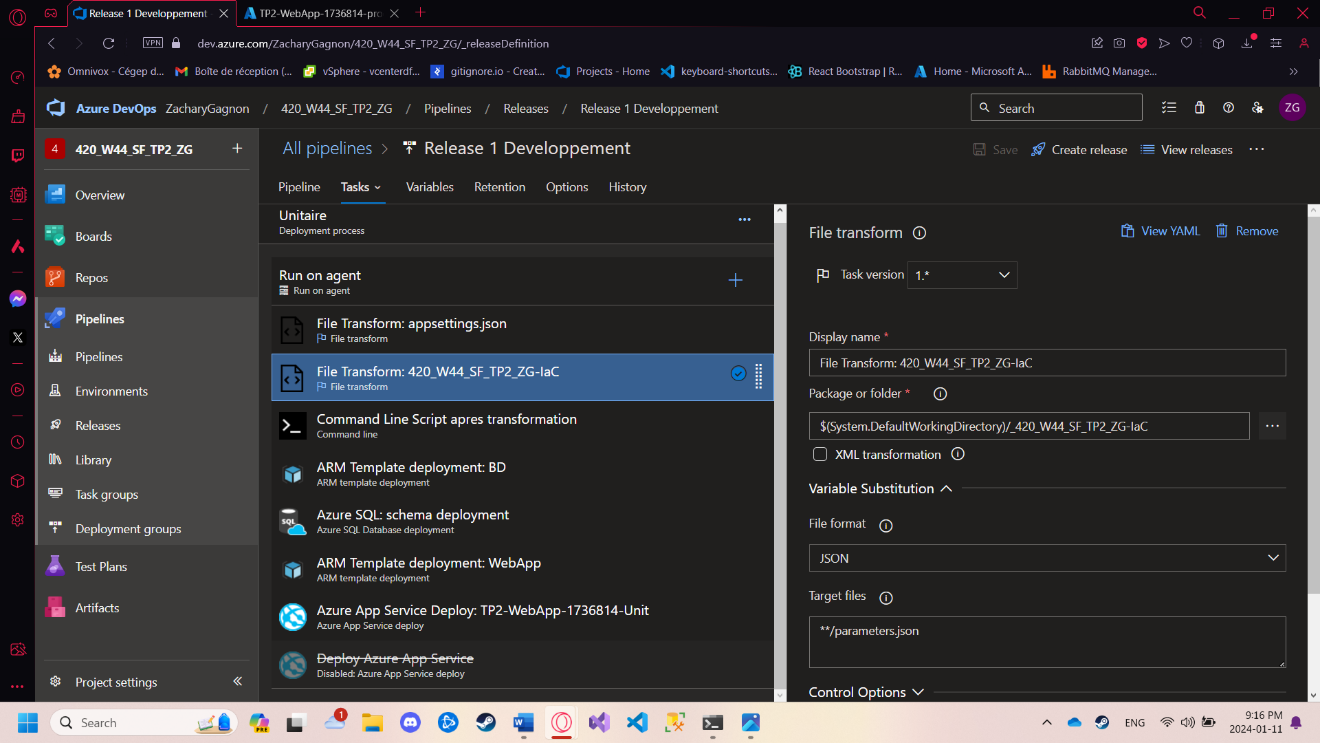 Release 1 Developpement
TP2-WebApp-1736814-pro
VPN
dev.azure.com/ZacharyGagnon/420_W44_SF_TP2_ZG/_releaseDefinition
Omnivox - Cégep d...
Boîte de réception (...
vSphere - vcenterdf...
gitignore.io - Creat...
Projects - Home
keyboard-shortcuts...
React Bootstrap | R...
Home - Microsoft A...
RabbitMQ Manage...
Azure DevOps
ZacharyGagnon / 420_W44_SF_TP2_ZG / Pipelines / Releases / Release 1 Developpement
Search
ZG
4
420_W44_SF_TP2_ZG
Overview
Boards
Repos
Pipelines
Pipelines
Environments
Releases
Library
Task groups
Deployment groups
Test Plans
Artifacts
Project settings
All pipelines > Release 1 Developpement
Save
Create release
View releases
Pipeline
Tasks
Variables
Retention
Options
History
Unitaire
Deployment process
Run on agent
Run on agent
File Transform: appsettings.json
File transform
File Transform: 420_W44_SF_TP2_ZG-IaC
File transform
Command Line Script apres transformation
Command line
ARM Template deployment: BD
ARM template deployment
Azure SQL: schema deployment
Azure SQL Database deployment
ARM Template deployment: WebApp
ARM template deployment
Azure App Service Deploy: TP2-WebApp-1736814-Unit
Azure App Service deploy
Deploy Azure App Service
Disabled: Azure App Service deploy
File transform
View YAML
Remove
Task version
1.*
Display name *
File Transform: 420_W44_SF_TP2_ZG-IaC
Package or folder *
$(System.DefaultWorkingDirectory)/_420_W44_SF_TP2_ZG-IaC
XML transformation
Variable Substitution
File format
JSON
Target files
**/parameters.json
Control Options
Search
PRE
1
ENG
9:16 PM
2024-01-11